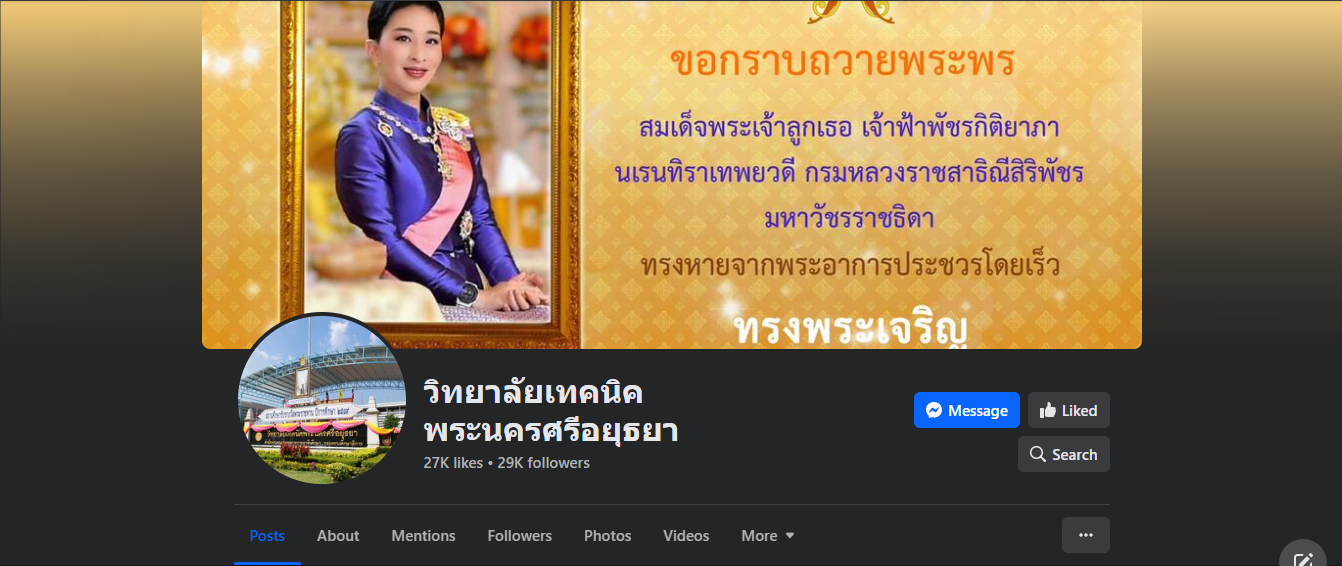 ขอกราบถวายพระพร
สมเด็จพระเจ้าลูกเธอ เจ้าฟ้าพัชรกิติยาภา
นเรนทิราเทพยวดี กรมหลวงราชสาริณีสิริพัชร
มหาวัชรราชธิดา
ทรงหายจากพระอาการประชวรโดยเร็ว
ทรงพระเจริญ
วิทยาลัยเทคนิค
พระนครศรีอยุธยา
27K likes • 29K followers
Message
Liked
Search
Posts
About
Mentions
Followers
Photos
Videos
More